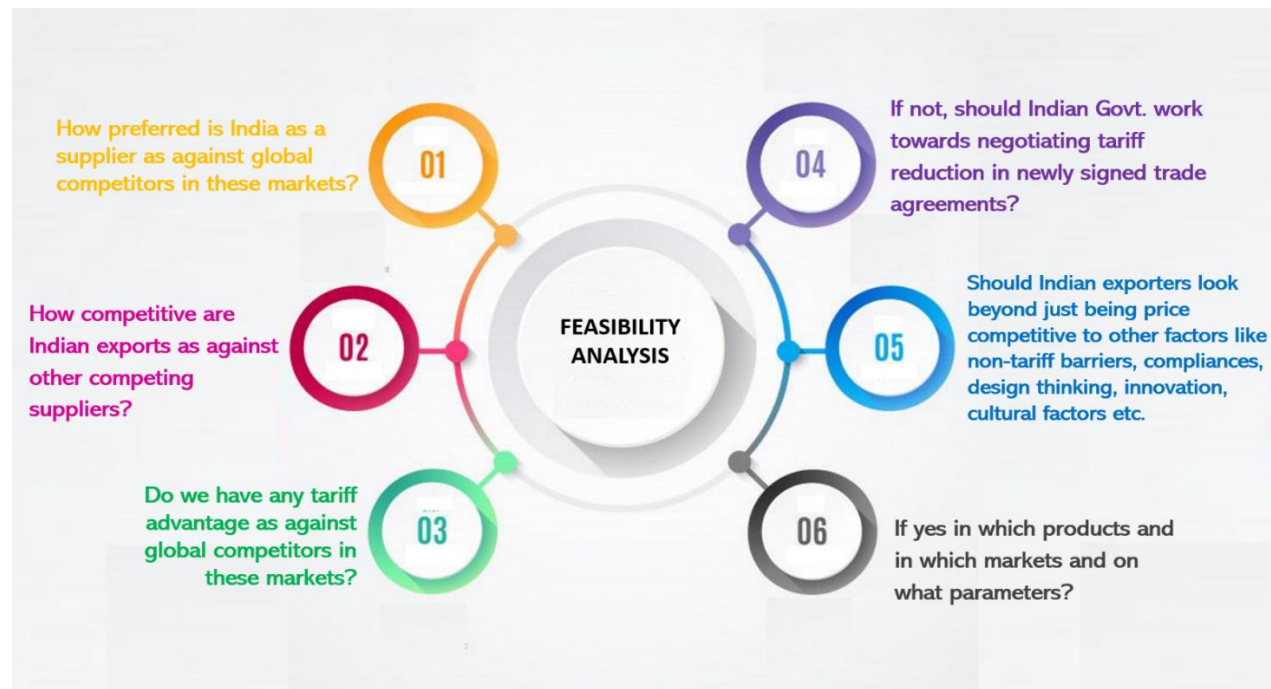 How preferred is India as a
supplier as against global
competitors in these markets?
01
How competitive are
Indian exports as against
other competing
suppliers?
02
Do we have any tariff
advantage as against
global competitors in
these markets?
03
FEASIBILITY
ANALYSIS
04
If not, should Indian Govt. work
towards negotiating tariff
reduction in newly signed trade
agreements?
05
Should Indian exporters look
beyond just being price
competitive to other factors like
non-tariff barriers, compliances,
design thinking, innovation,
cultural factors etc.
06
If yes in which products and
in which markets and on
what parameters?